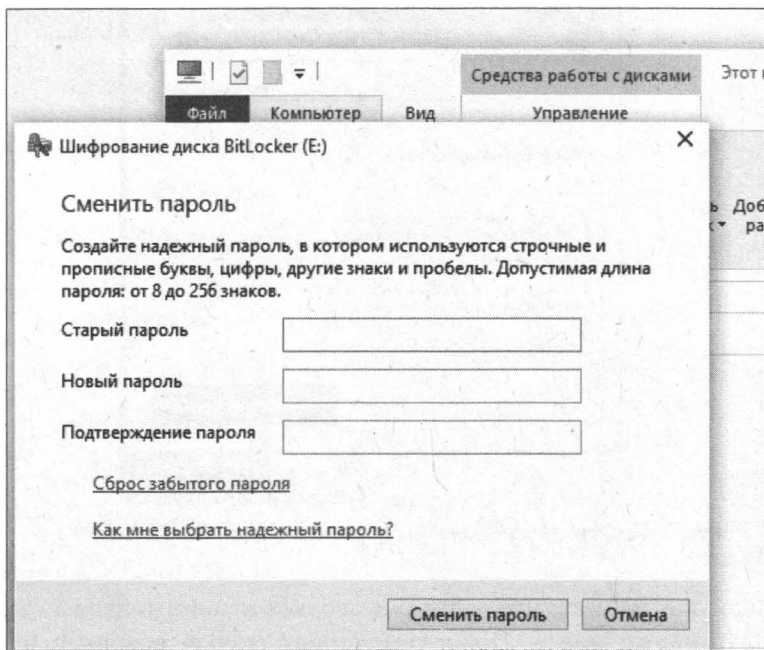 Средства работы с дисками Этот
Файл Компьютер Вид Управление
Шифрование диска BitLocker (E:)
Сменить пароль
Доб
ра
Создайте надежный пароль, в котором используются строчные и
прописные буквы, цифры, другие знаки и пробелы. Допустимая длина
пароля: от 8 до 256 знаков.
Старый пароль
Новый пароль
Подтверждение пароля
Сброс забытого пароля
Как мне выбрать надежный пароль?
Сменить пароль Отмена